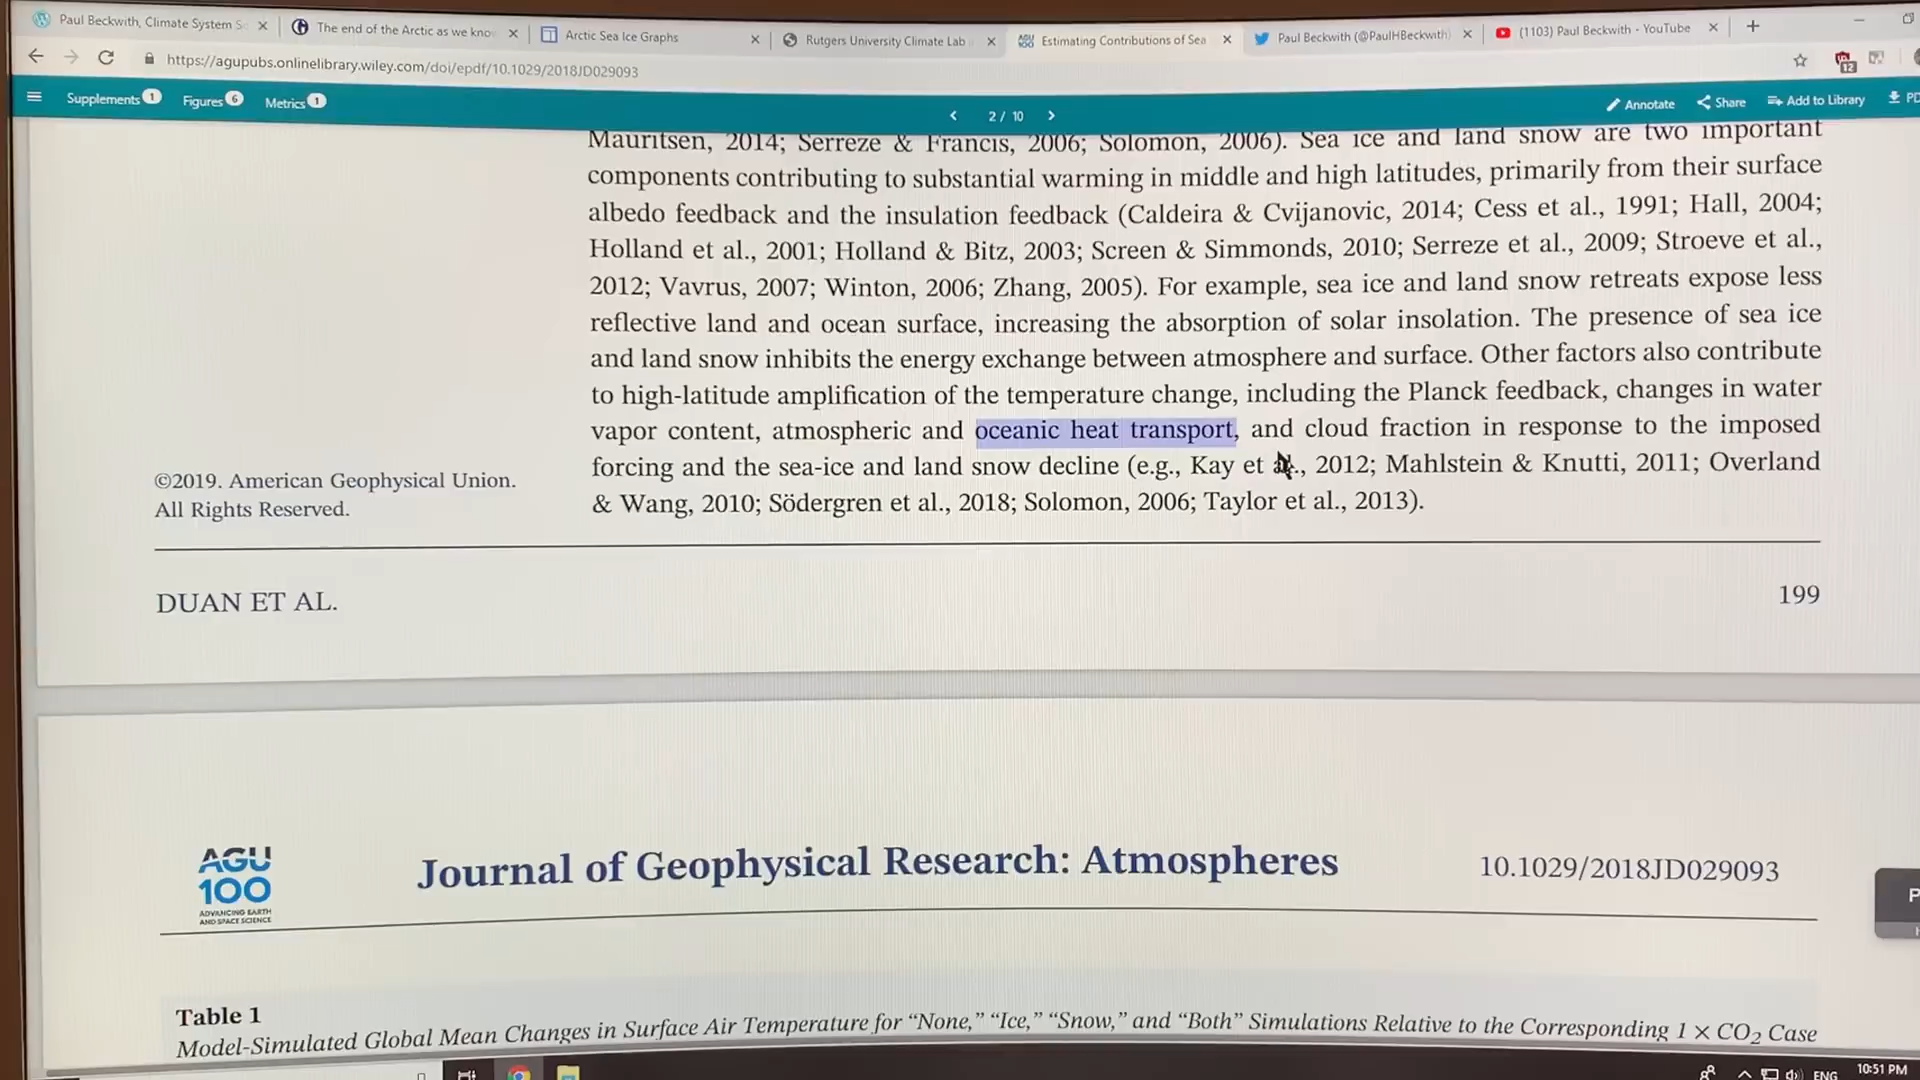 Paul Beckwith, Climate System S
The end of the Arctic as we kno
Arctic Sea Ice Graphs
Rutgers University Climate Lab
Estimating Contributions of Sea
Paul Beckwith (@PaulHBeckwith)
(1103) Paul Beckwith - YouTube
https://agupubs.onlinelibrary.wiley.com/doi/epdf/10.1029/2018JD029093
12
Supplements 1
Figures 6
Metrics 1
2 / 10
Annotate
Share
Add to Library
PD
Mauritsen, 2014; Serreze & Francis, 2006; Solomon, 2006). Sea ice and land snow are two important
components contributing to substantial warming in middle and high latitudes, primarily from their surface
albedo feedback and the insulation feedback (Caldeira & Cvijanovic, 2014; Cess et al., 1991; Hall, 2004;
Holland et al., 2001; Holland & Bitz, 2003; Screen & Simmonds, 2010; Serreze et al., 2009; Stroeve et al.,
2012; Vavrus, 2007; Winton, 2006; Zhang, 2005). For example, sea ice and land snow retreats expose less
reflective land and ocean surface, increasing the absorption of solar insolation. The presence of sea ice
and land snow inhibits the energy exchange between atmosphere and surface. Other factors also contribute
to high-latitude amplification of the temperature change, including the Planck feedback, changes in water
vapor content, atmospheric and oceanic heat transport, and cloud fraction in response to the imposed
forcing and the sea-ice and land snow decline (e.g., Kay et al., 2012; Mahlstein & Knutti, 2011; Overland
& Wang, 2010; Södergren et al., 2018; Solomon, 2006; Taylor et al., 2013).
©2019. American Geophysical Union.
All Rights Reserved.
DUAN ET AL.
199
AGU
100
ADVANCING EARTH
AND SPACE SCIENCE
Journal of Geophysical Research: Atmospheres
10.1029/2018JD029093
P
Table 1
Model-Simulated Global Mean Changes in Surface Air Temperature for “None,” “Ice,” “Snow,” and “Both” Simulations Relative to the Corresponding 1 × CO2 Case
ENG
10:51 PM